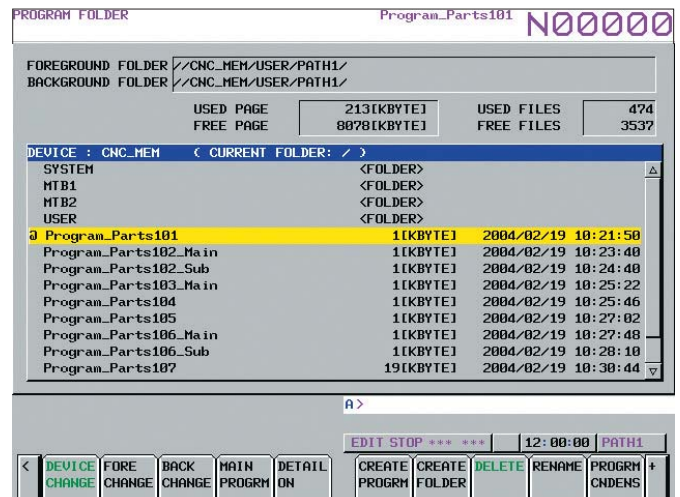 PROGRAM FOLDER Program_Parts101 N00000
FOREGROUND FOLDER //CNC_MEM/USER/PATH1/
BACKGROUND FOLDER //CNC_MEM/USER/PATH1/
USED PAGE 213[KBYTE] USED FILES 474
FREE PAGE 8078[KBYTE] FREE FILES 3537
DEVICE : CNC_MEM ( CURRENT FOLDER: / )
SYSTEM <FOLDER>
MTB1 <FOLDER>
MTB2 <FOLDER>
USER <FOLDER>
@ Program_Parts101 1[KBYTE] 2004/02/19 10:21:50
Program_Parts102_Main 1[KBYTE] 2004/02/19 10:23:40
Program_Parts102_Sub 1[KBYTE] 2004/02/19 10:24:40
Program_Parts103_Main 1[KBYTE] 2004/02/19 10:25:22
Program_Parts104 1[KBYTE] 2004/02/19 10:25:46
Program_Parts105 1[KBYTE] 2004/02/19 10:27:02
Program_Parts106_Main 1[KBYTE] 2004/02/19 10:27:48
Program_Parts106_Sub 1[KBYTE] 2004/02/19 10:28:10
Program_Parts107 19[KBYTE] 2004/02/19 10:30:44
A>
EDIT STOP *** *** 12:00:00 PATH1
< DEVICE FORE BACK MAIN DETAIL CREATE CREATE DELETE RENAME PROGRM +
CHANGE CHANGE CHANGE PROGRM ON PROGRM FOLDER CNDENS